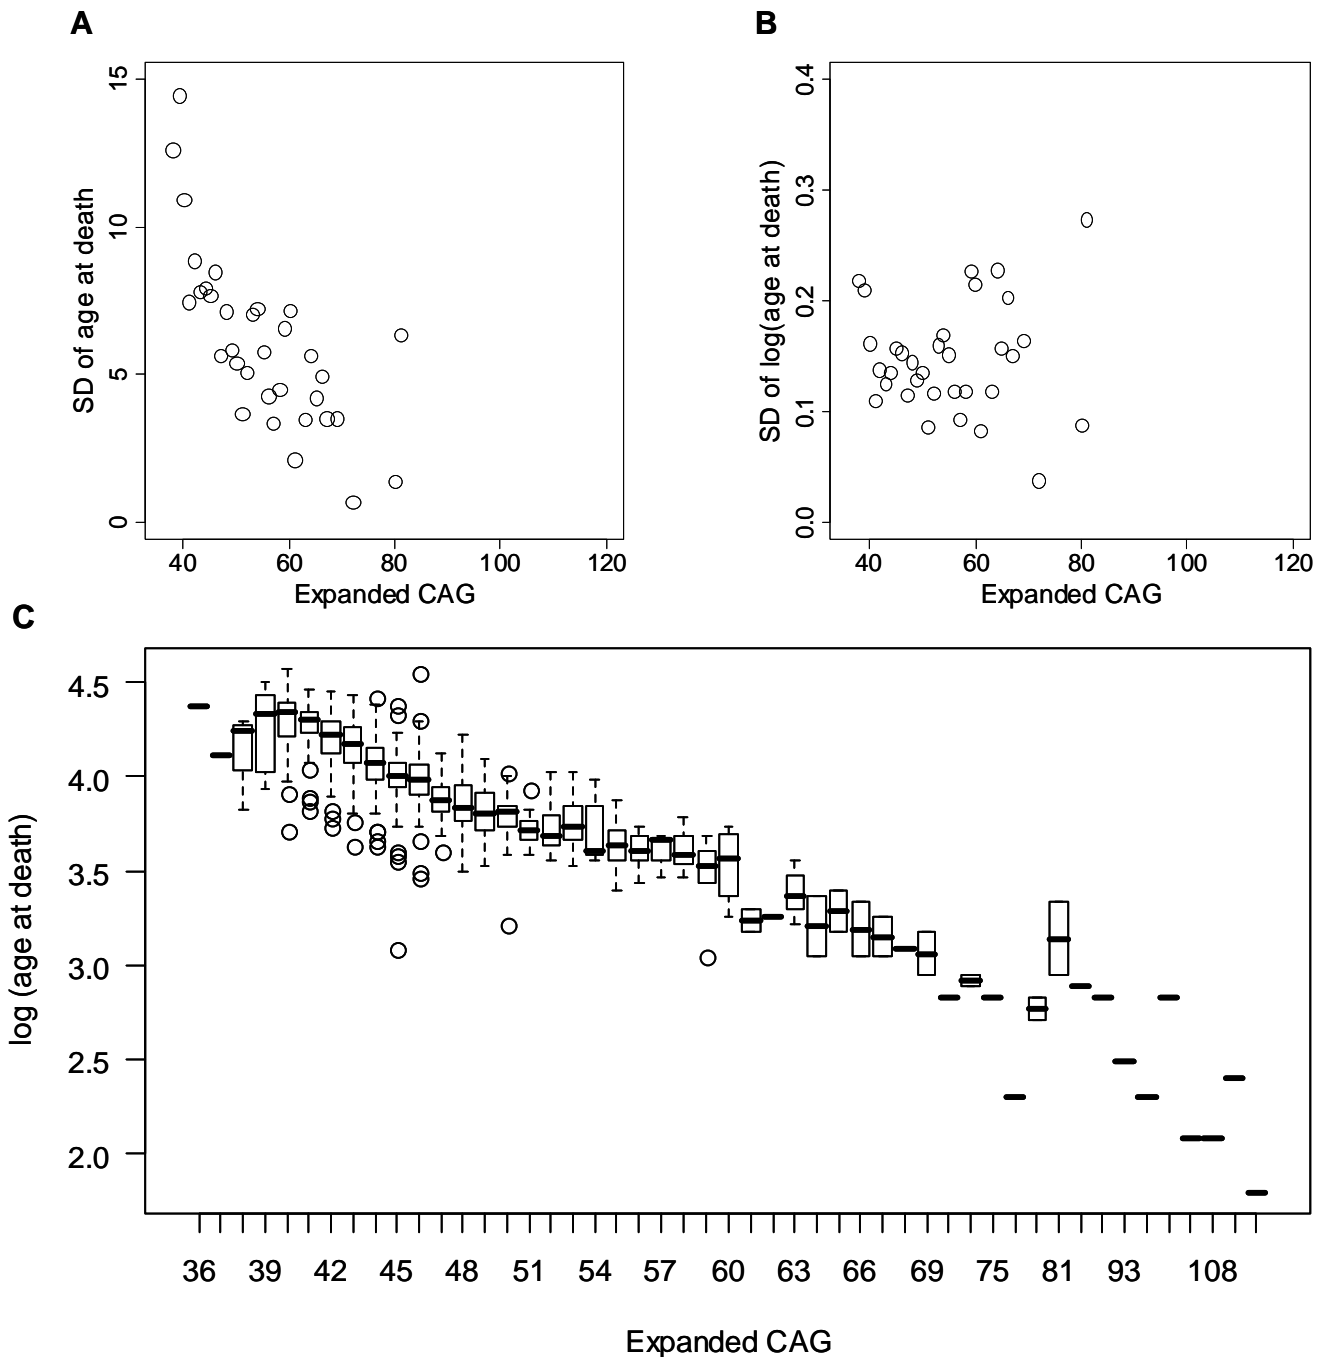 A
SD of age at death
15
10
5
0
40 60 80 100 120
Expanded CAG
B
SD of log(age at death)
0.4
0.3
0.2
0.1
0.0
40 60 80 100 120
Expanded CAG
C
log (age at death)
4.5
4.0
3.5
3.0
2.5
2.0
36 39 42 45 48 51 54 57 60 63 66 69 75 81 93 108
Expanded CAG